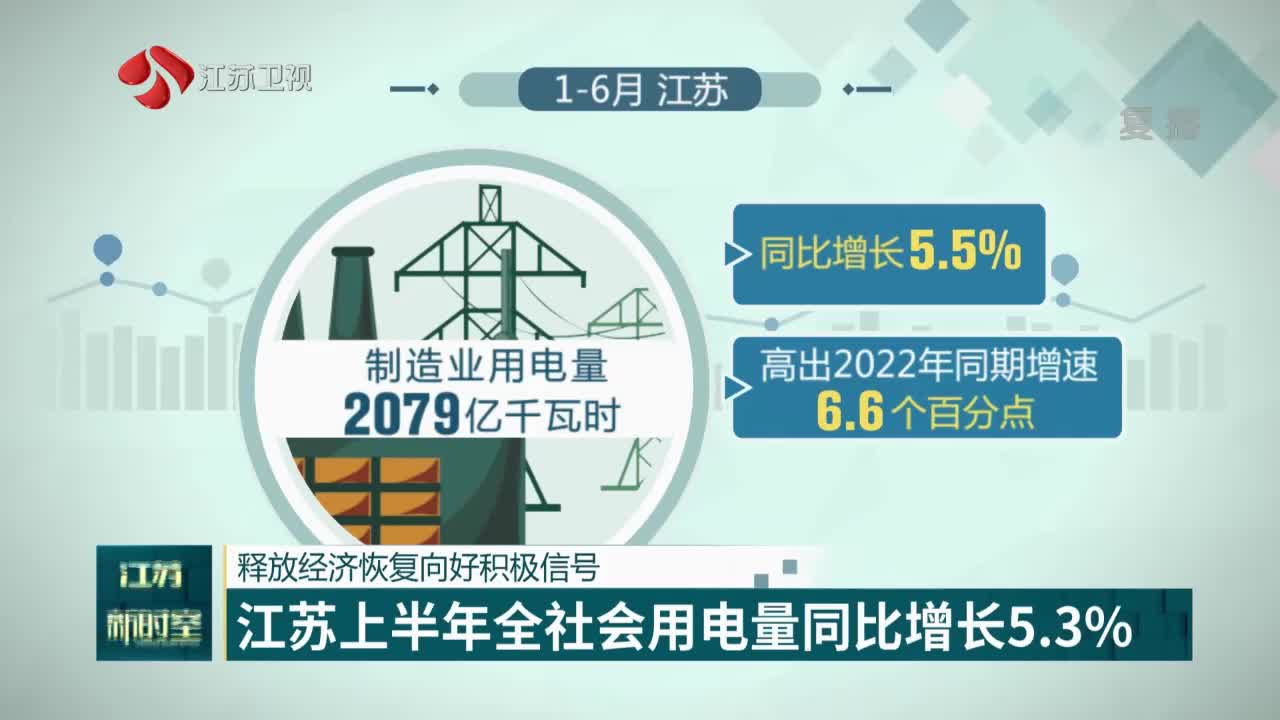 江苏卫视
1-6月 江苏
复播
同比增长5.5%
制造业用电量
2079亿千瓦时
高出2022年同期增速
6.6个百分点
释放经济恢复向好积极信号
江苏
新时空
江苏上半年全社会用电量同比增长5.3%